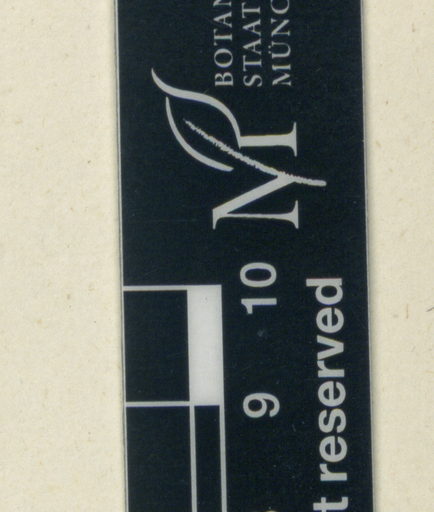 BOTAN
STAAT
MÜNC
M
9 10
t reserved